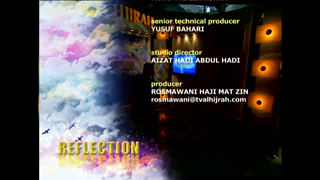 HIJRAH
senior technical producer
YUSUF BAHARI
studio director
AIZAT HADI ABDUL HADI
producer
ROSMAWANI HAJI MAT ZIN
rosmawani@tvalhijrah.com
REFLECTION